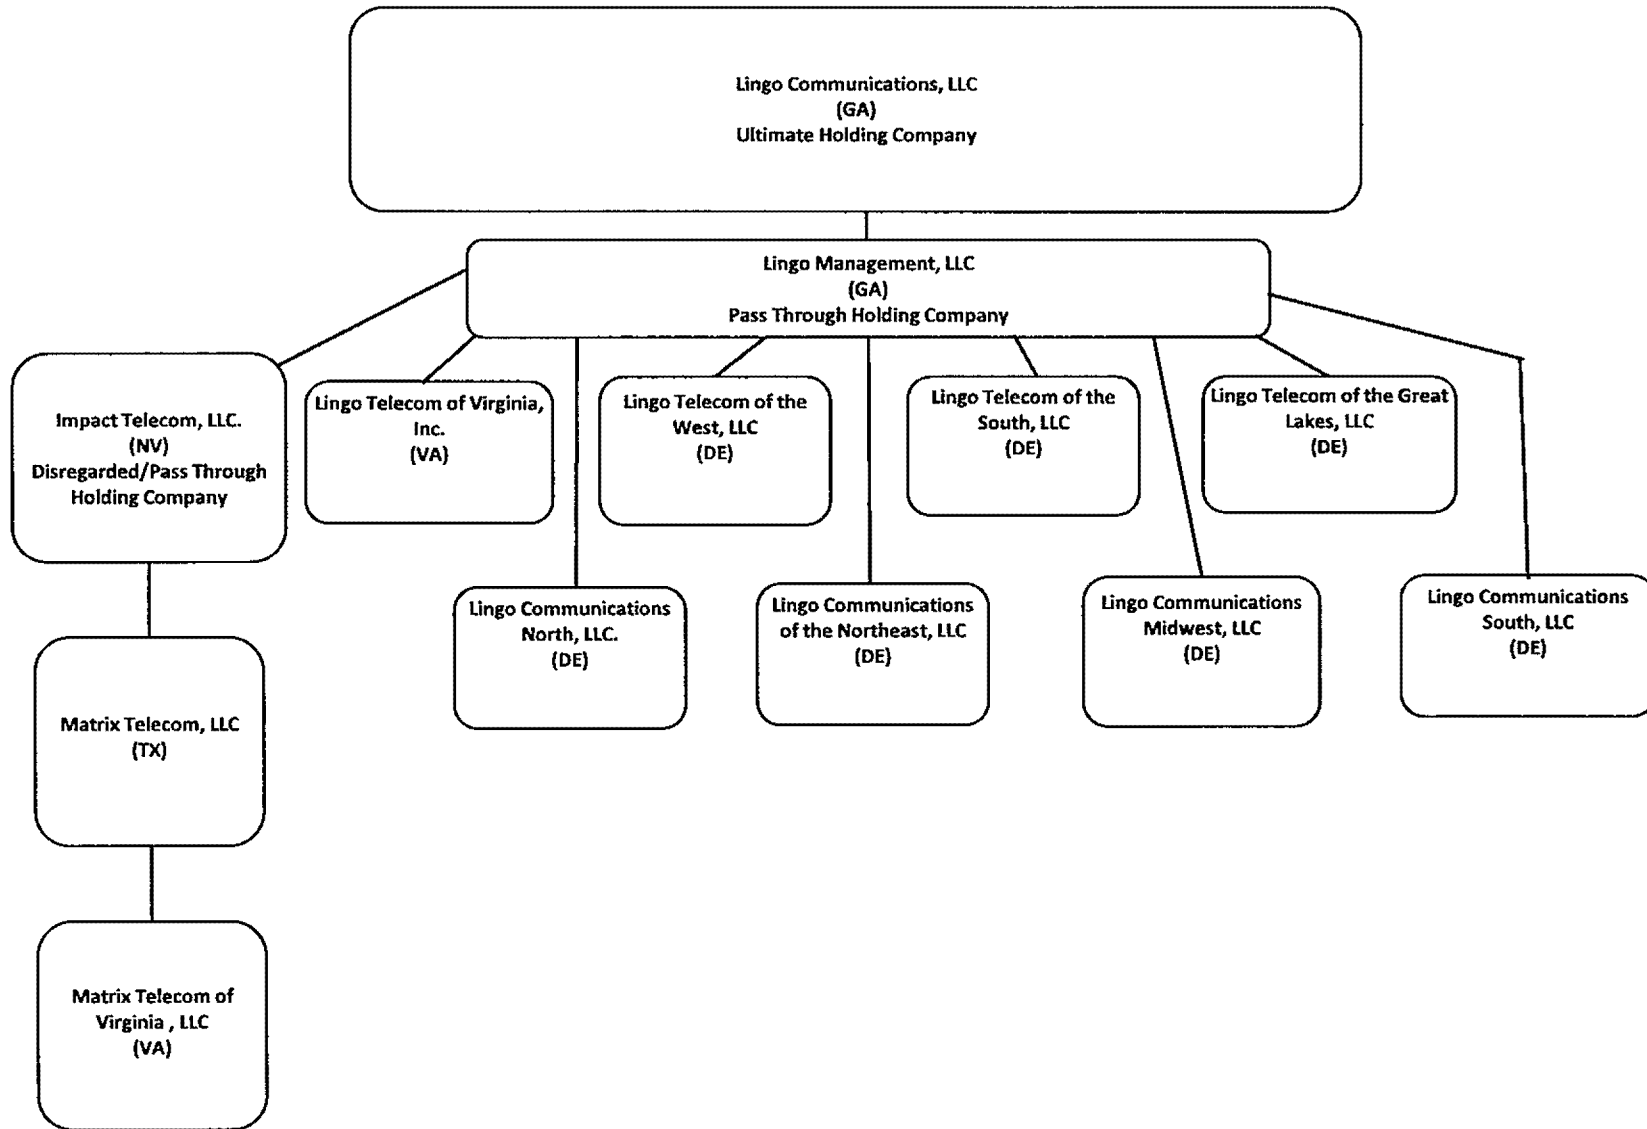 Lingo Communications, LLC
(GA)
Ultimate Holding Company
Lingo Management, LLC
(GA)
Pass Through Holding Company
Impact Telecom, LLC.
(NV)
Disregarded/Pass Through
Holding Company
Lingo Telecom of Virginia,
Inc.
(VA)
Lingo Telecom of the
West, LLC
(DE)
Lingo Telecom of the
South, LLC
(DE)
Lingo Telecom of the Great
Lakes, LLC
(DE)
Lingo Communications
North, LLC.
(DE)
Lingo Communications
of the Northeast, LLC
(DE)
Lingo Communications
Midwest, LLC
(DE)
Lingo Communications
South, LLC
(DE)
Matrix Telecom, LLC
(TX)
Matrix Telecom of
Virginia , LLC
(VA)